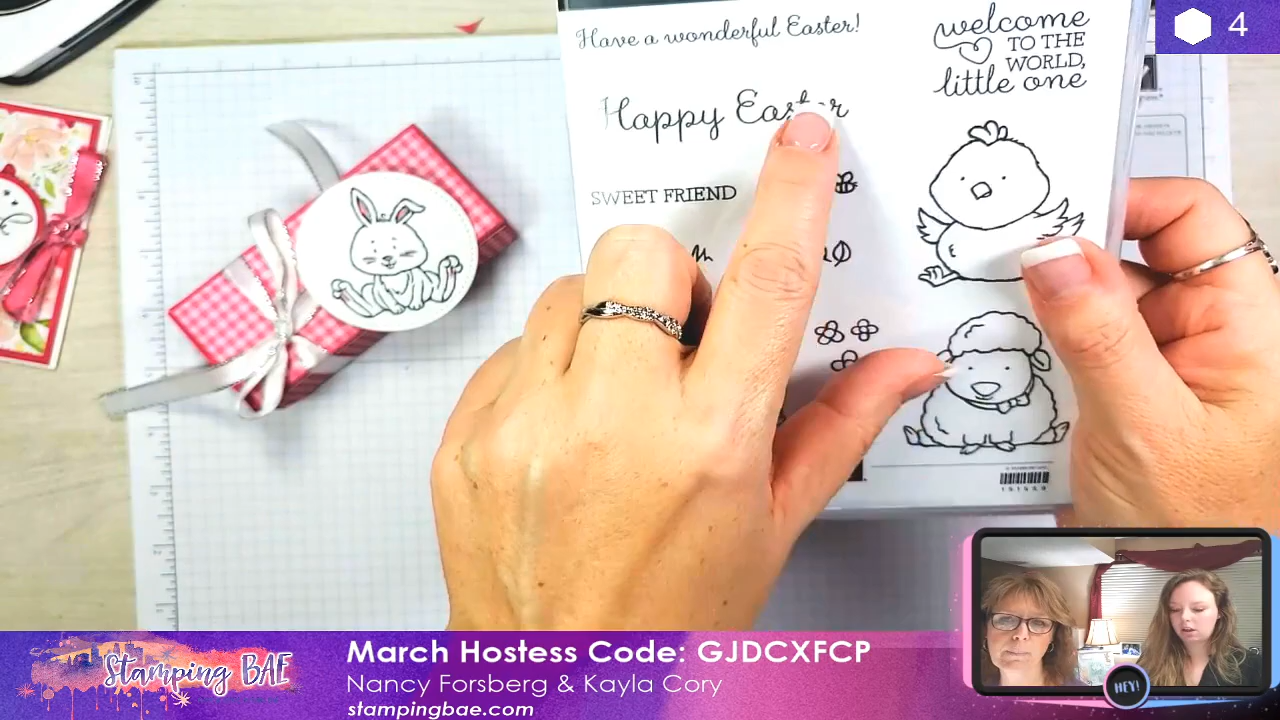 Have a wonderful Easter!
Happy Easter
SWEET FRIEND
welcome
TO THE
WORLD,
little one
4
Stamping BAE
March Hostess Code: GJDCXFCP
Nancy Forsberg & Kayla Cory
stampingbae.com
HEY!